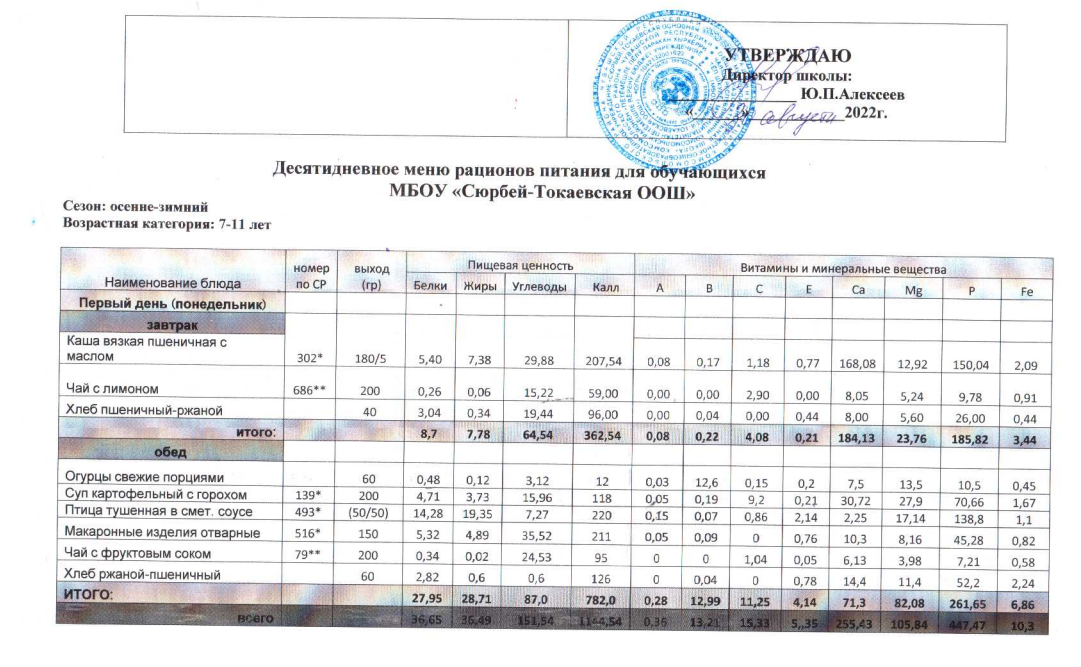 УТВЕРЖДАЮ
Директор школы:
Ю.П.Алексеев
« » августа 2022г.
Десятидневное меню рационов питания для обучающихся
МБОУ «Сюрбей-Токаевская ООШ»
Сезон: осенне-зимний
Возрастная категория: 7-11 лет
Наименование блюда номер по СР выход (гр) Пищевая ценность Витамины и минеральные вещества
Белки Жиры Углеводы Калл А В С Е Са Mg Р Fe
Первый день (понедельник)
завтрак
Каша вязкая пшеничная с
маслом 302* 180/5 5,40 7,38 29,88 207,54 0,08 0,17 1,18 0,77 168,08 12,92 150,04 2,09
Чай с лимоном 686** 200 0,26 0,06 15,22 59,00 0,00 0,00 2,90 0,00 8,05 5,24 9,78 0,91
Хлеб пшеничный-ржаной 40 3,04 0,34 19,44 96,00 0,00 0,04 0,00 0,44 8,00 5,60 26,00 0,44
итого: 8,7 7,78 64,54 362,54 0,08 0,22 4,08 0,21 184,13 23,76 185,82 3,44
обед
Огурцы свежие порциями 60 0,48 0,12 3,12 12 0,03 12,6 0,15 0,2 7,5 13,5 10,5 0,45
Суп картофельный с горохом 139* 200 4,71 3,73 15,96 118 0,05 0,19 9,2 0,21 30,72 27,9 70,66 1,67
Птица тушенная в смет. соусе 493* (50/50) 14,28 19,35 7,27 220 0,15 0,07 0,86 2,14 2,25 17,14 138,8 1,1
Макаронные изделия отварные 516* 150 5,32 4,89 35,52 211 0,05 0,09 0 0,76 10,3 8,16 45,28 0,82
Чай с фруктовым соком 79** 200 0,34 0,02 24,53 95 0 0 1,04 0,05 6,13 3,98 7,21 0,58
Хлеб ржаной-пшеничный 60 2,82 0,6 0,6 126 0 0,04 0 0,78 14,4 11,4 52,2 2,24
ИТОГО: 27,95 28,71 87,0 782,0 0,28 12,99 11,25 4,14 71,3 82,08 261,65 6,86
всего 36,65 36,49 151,54 1144,54 0,36 13,21 15,33 5,35 255,43 105,84 447,47 10,3